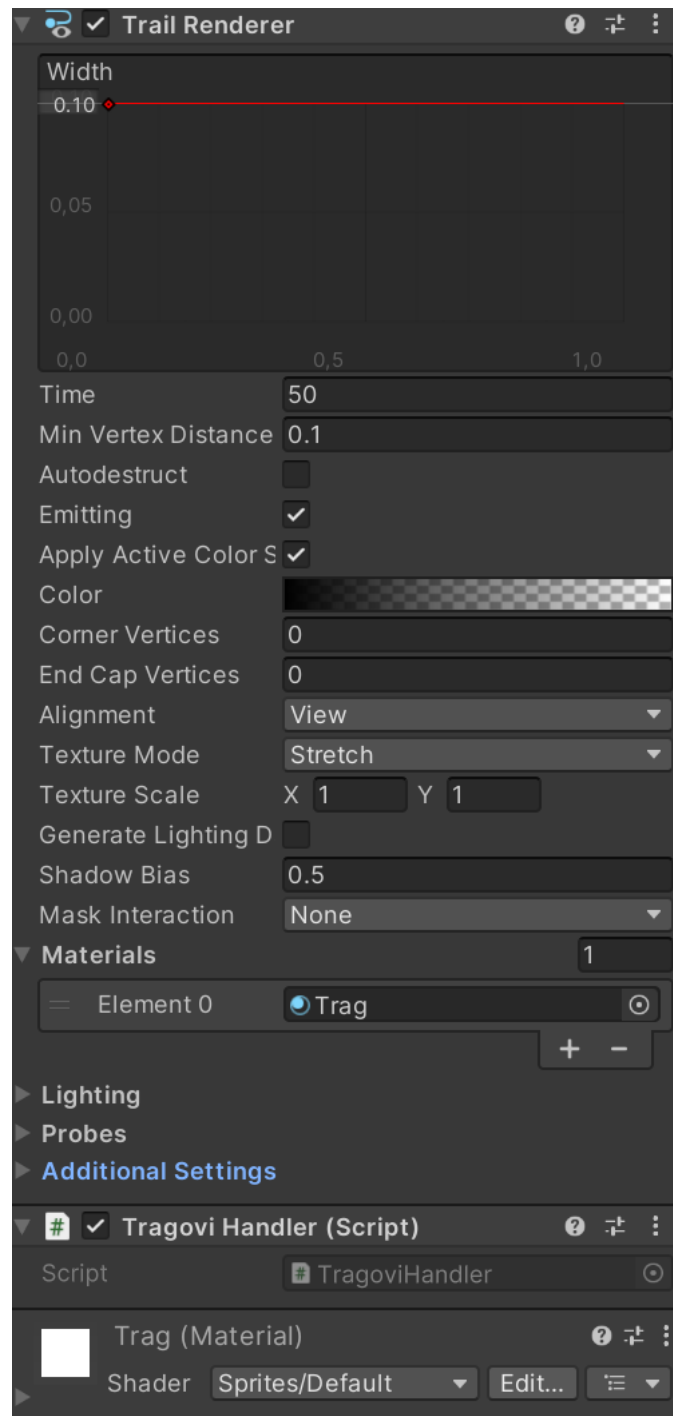 Trail Renderer
Width
0.10
0,05
0,00
0,0 0,5 1,0
Time 50
Min Vertex Distance 0.1
Autodestruct
Emitting
Apply Active Color S
Color
Corner Vertices 0
End Cap Vertices 0
Alignment View
Texture Mode Stretch
Texture Scale X 1 Y 1
Generate Lighting D
Shadow Bias 0.5
Mask Interaction None
Materials 1
Element 0 Trag
+ −
Lighting
Probes
Additional Settings
# Tragovi Handler (Script)
Script # TragoviHandler
Trag (Material)
Shader Sprites/Default Edit...